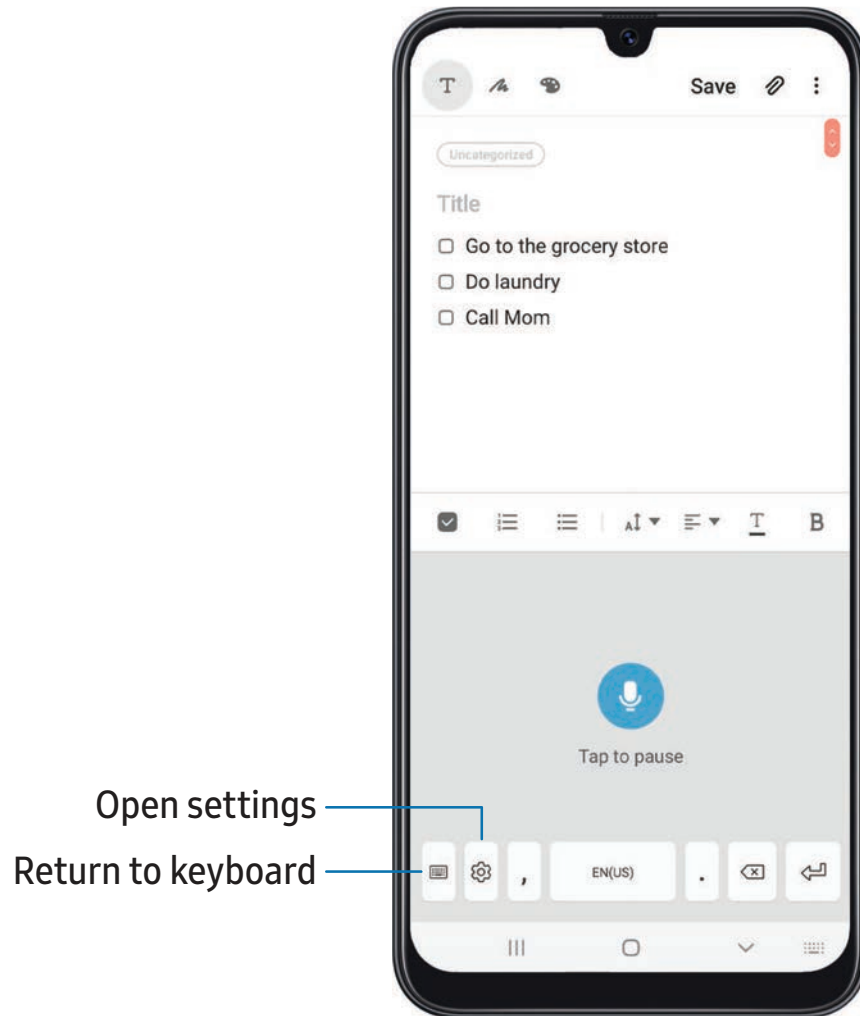 T Save
Uncategorized
Title
Go to the grocery store
Do laundry
Call Mom
A T B
Tap to pause
Open settings
Return to keyboard
, EN(US) .